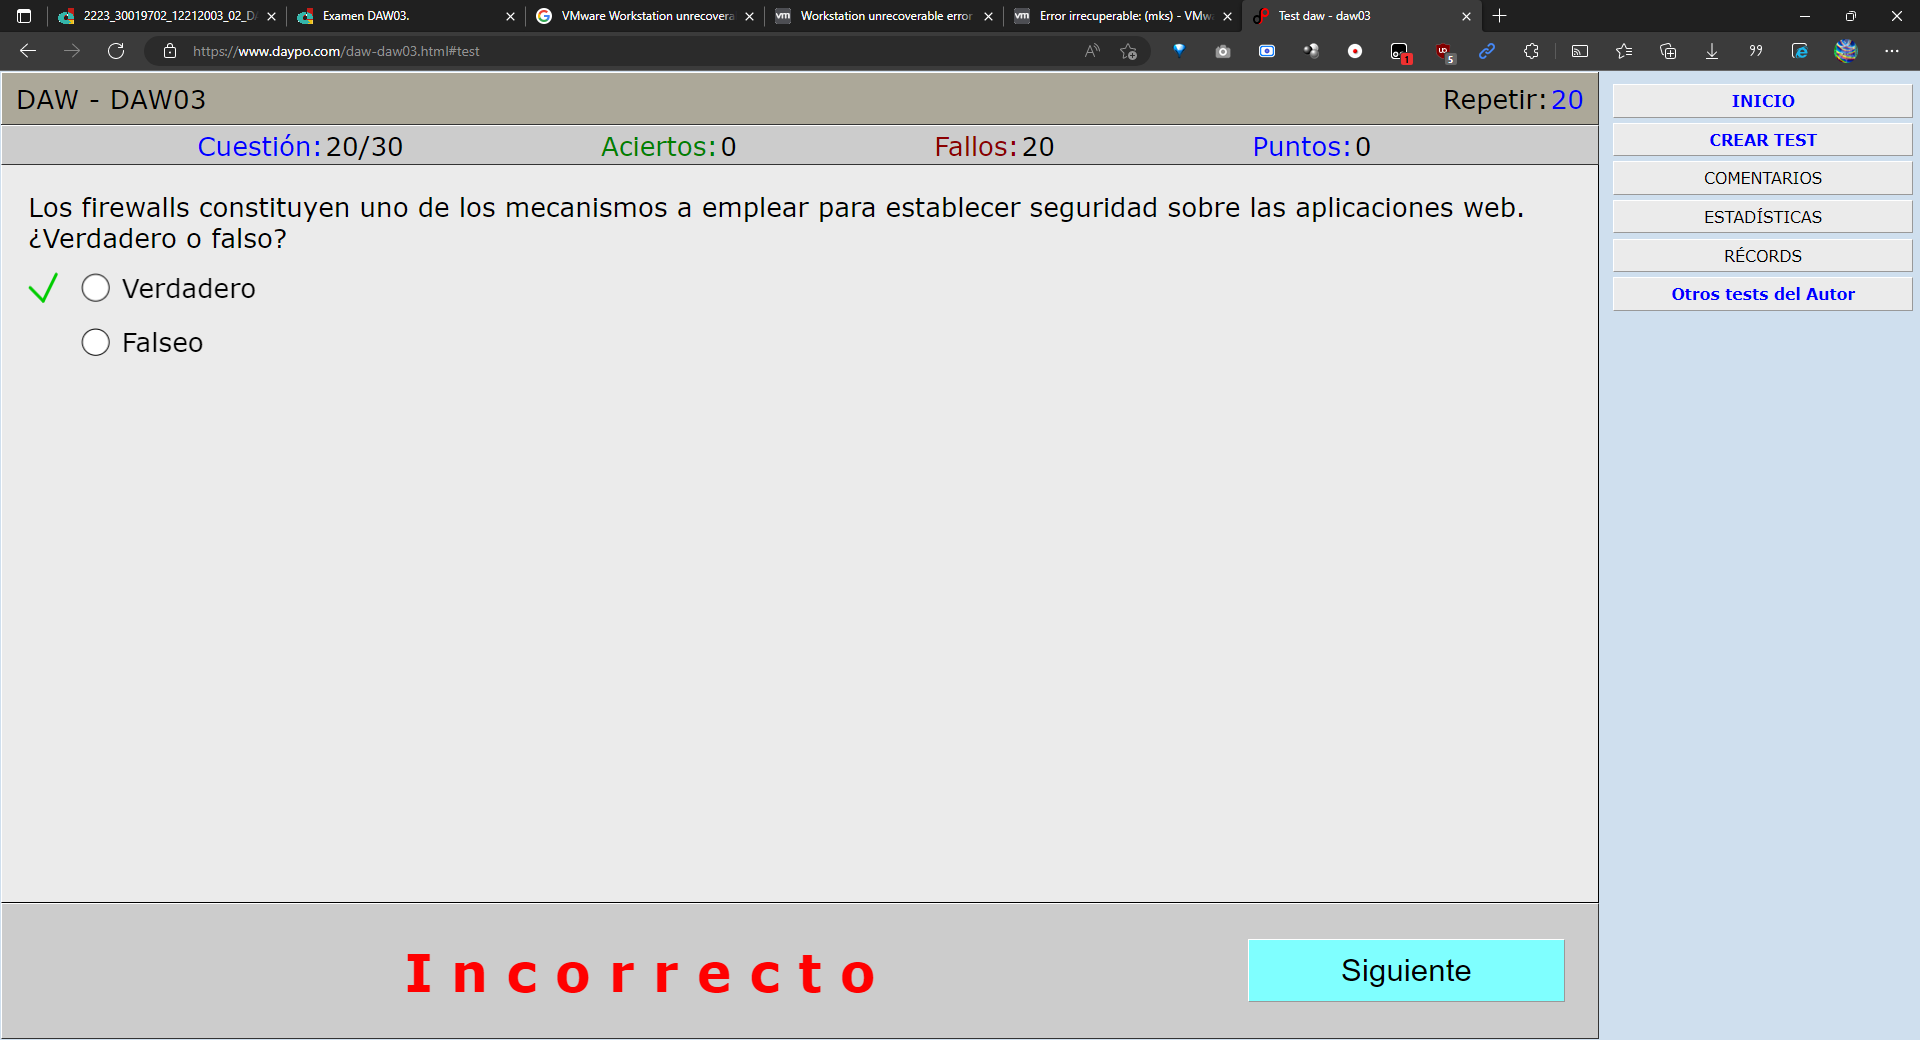 2223_30019702_12212003_02_D
Examen DAW03.
VMware Workstation unrecovera
Workstation unrecoverable error
Error irrecuperable: (mks) - VMw
Test daw - daw03
https://www.daypo.com/daw-daw03.html#test
DAW - DAW03
Repetir:20
Cuestión:20/30
Aciertos:0
Fallos:20
Puntos:0
Los firewalls constituyen uno de los mecanismos a emplear para establecer seguridad sobre las aplicaciones web.
¿Verdadero o falso?
Verdadero
Falseo
Incorrecto
Siguiente
INICIO
CREAR TEST
COMENTARIOS
ESTADÍSTICAS
RÉCORDS
Otros tests del Autor